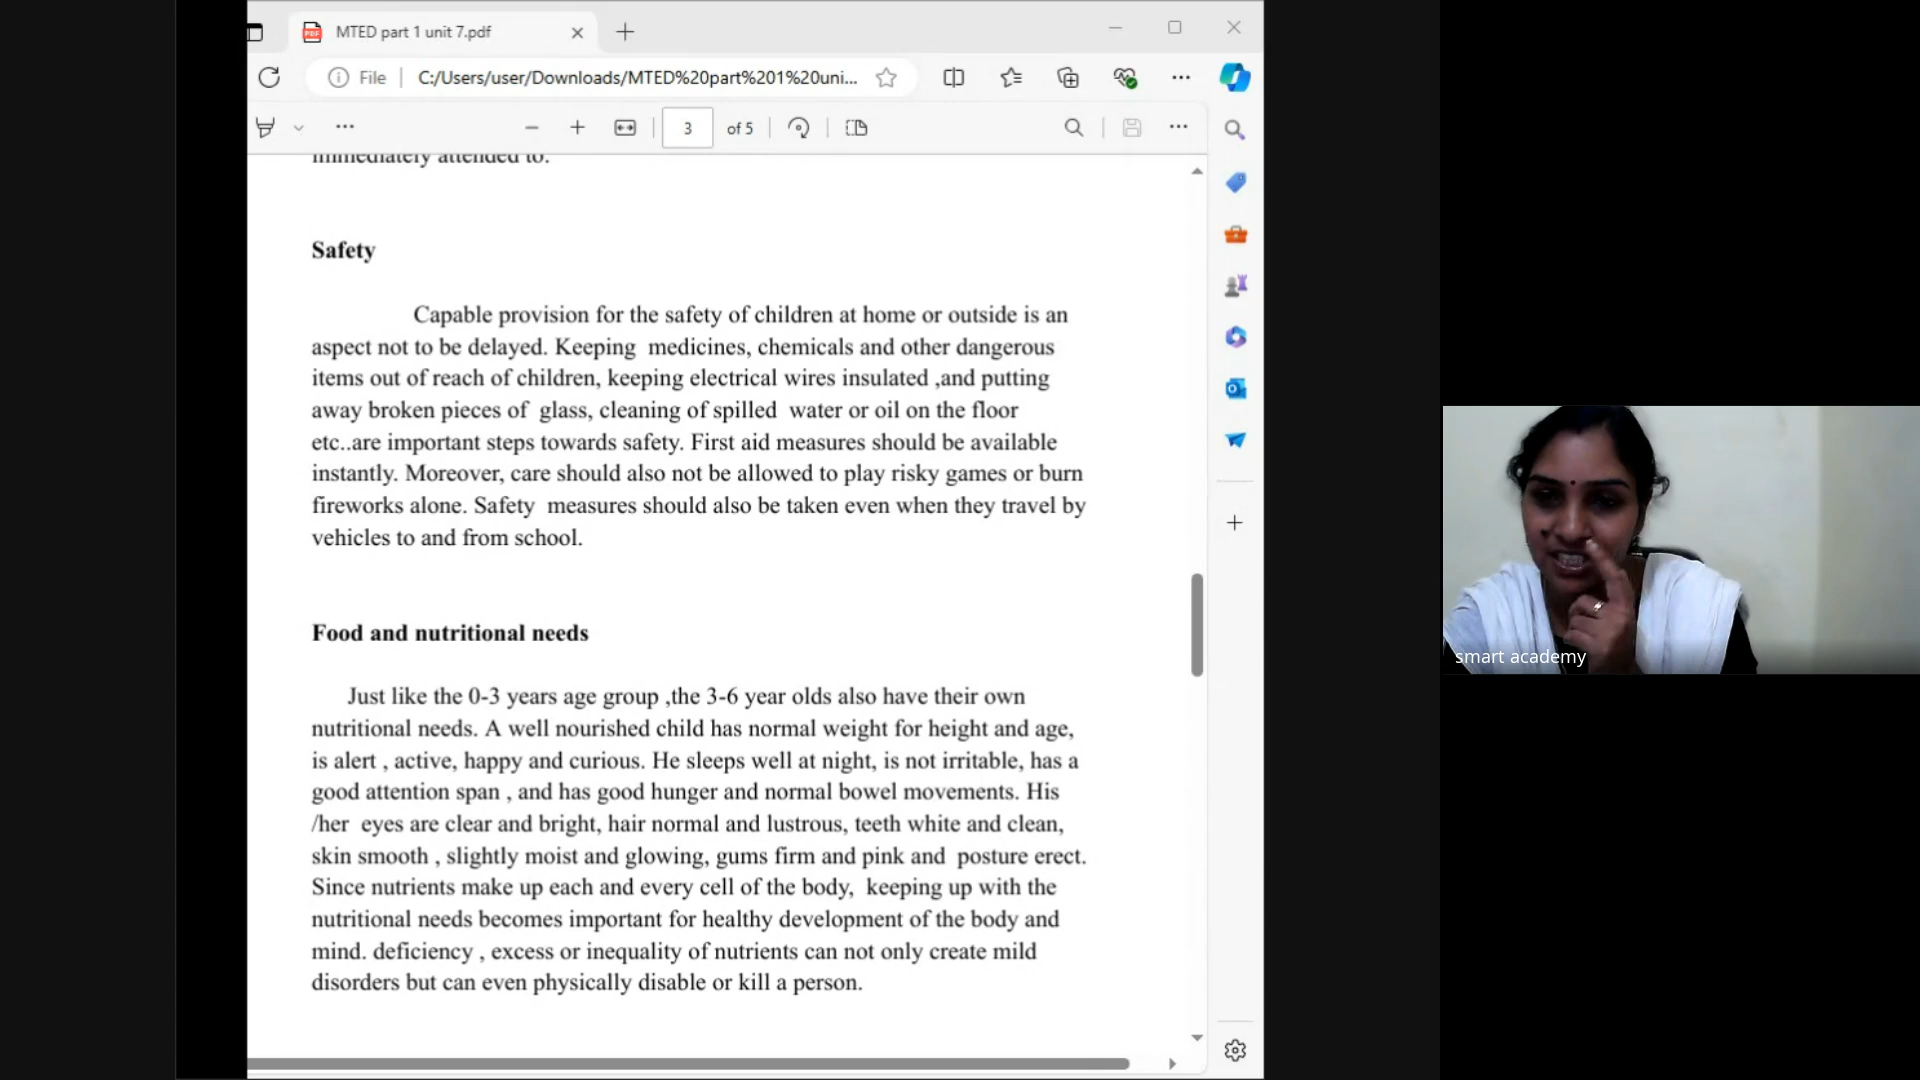 MTED part 1 unit 7.pdf
File
C:/Users/user/Downloads/MTED%20part%201%20uni...
3 of 5
immediately attended to.
Safety
Capable provision for the safety of children at home or outside is an
aspect not to be delayed. Keeping  medicines, chemicals and other dangerous
items out of reach of children, keeping electrical wires insulated ,and putting
away broken pieces of  glass, cleaning of spilled  water or oil on the floor
etc..are important steps towards safety. First aid measures should be available
instantly. Moreover, care should also not be allowed to play risky games or burn
fireworks alone. Safety  measures should also be taken even when they travel by
vehicles to and from school.
Food and nutritional needs
Just like the 0-3 years age group ,the 3-6 year olds also have their own
nutritional needs. A well nourished child has normal weight for height and age,
is alert , active, happy and curious. He sleeps well at night, is not irritable, has a
good attention span , and has good hunger and normal bowel movements. His
/her  eyes are clear and bright, hair normal and lustrous, teeth white and clean,
skin smooth , slightly moist and glowing, gums firm and pink and  posture erect.
Since nutrients make up each and every cell of the body,  keeping up with the
nutritional needs becomes important for healthy development of the body and
mind. deficiency , excess or inequality of nutrients can not only create mild
disorders but can even physically disable or kill a person.
smart academy